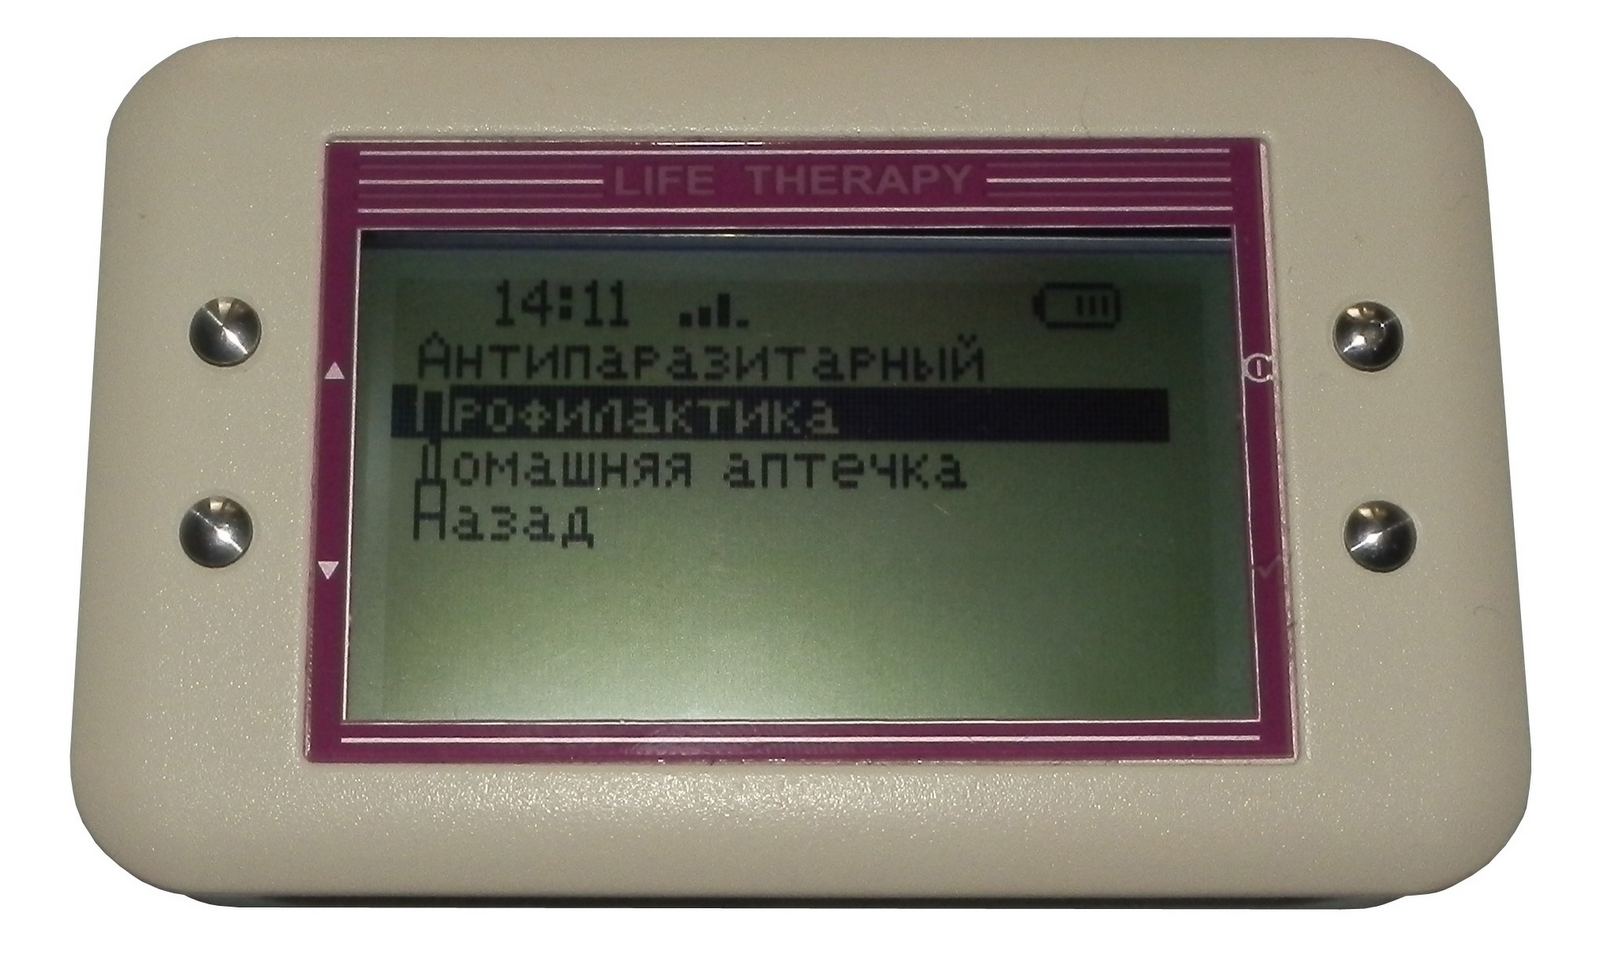 LIFE THERAPY
14:11
Антипаразитарный
Профилактика
Домашняя аптечка
Назад